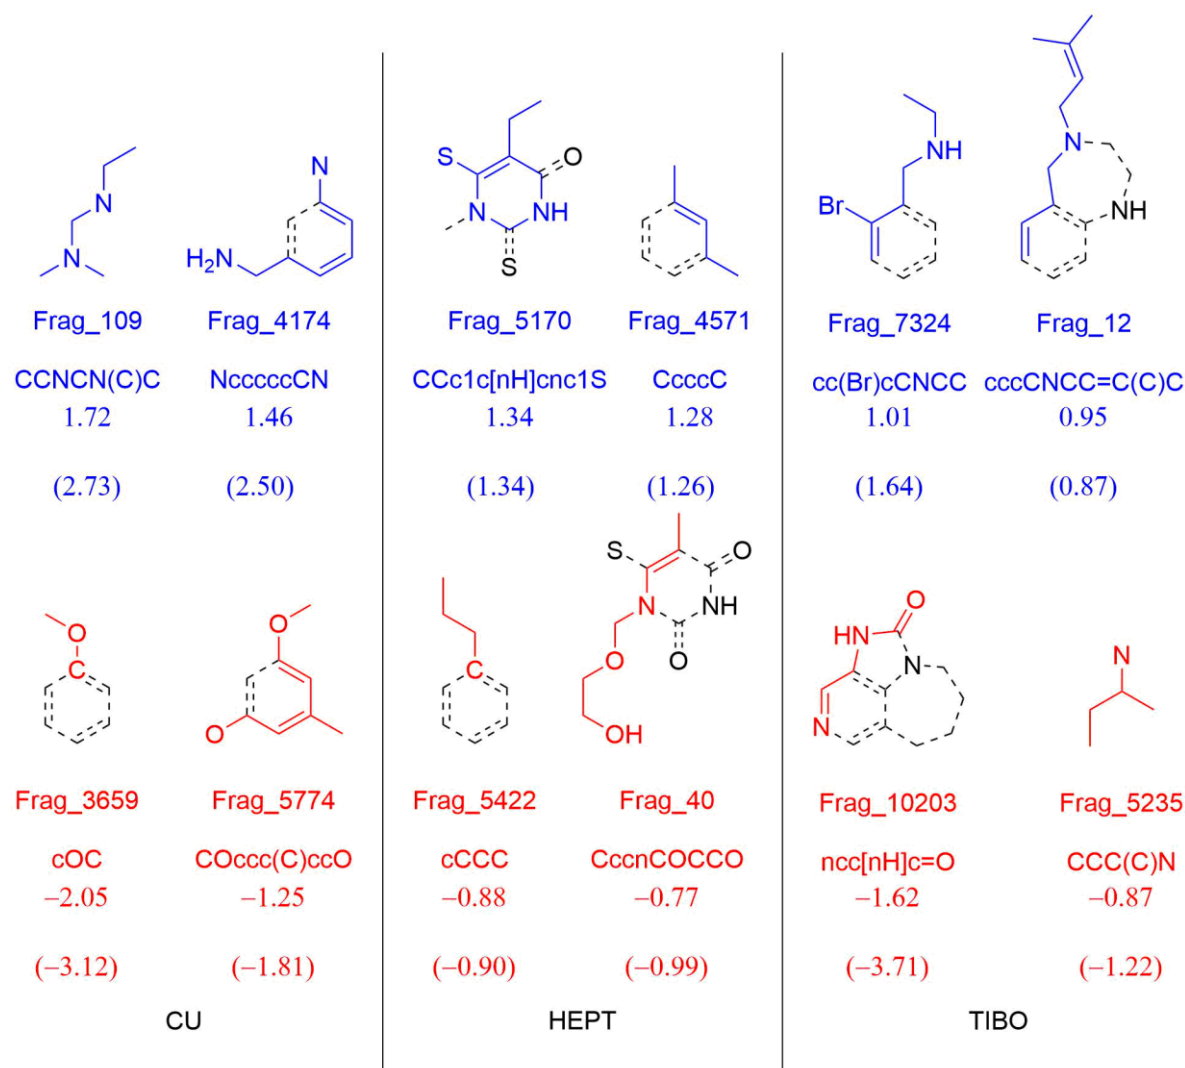 N
N
N
N
H₂N
S
O
N
NH
S
NH
Br
N
NH
Frag_109 Frag_4174 Frag_5170 Frag_4571 Frag_7324 Frag_12
CCNCN(C)C NcccccCN CCc1c[nH]cnc1S CccccC cc(Br)cCNCC cccCNCC=C(C)C
1.72 1.46 1.34 1.28 1.01 0.95
(2.73) (2.50) (1.34) (1.26) (1.64) (0.87)
O
C
O
O
C
S
O
N
NH
O
O
OH
HN
O
N
N
N
Frag_3659 Frag_5774 Frag_5422 Frag_40 Frag_10203 Frag_5235
cOC COccc(C)ccO cCCC CccnCOCCO ncc[nH]c=O CCC(C)N
−2.05 −1.25 −0.88 −0.77 −1.62 −0.87
(−3.12) (−1.81) (−0.90) (−0.99) (−3.71) (−1.22)
CU HEPT TIBO